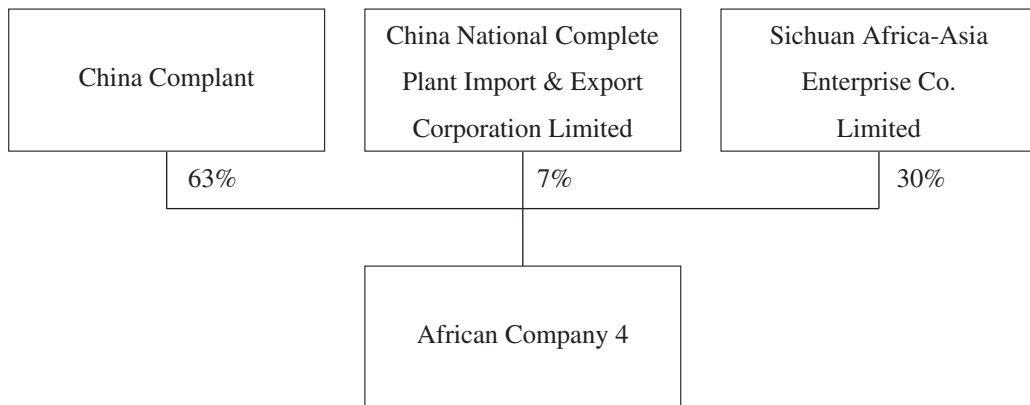 China Complant
China National Complete
Plant Import & Export
Corporation Limited
Sichuan Africa-Asia
Enterprise Co.
Limited
63%
7%
30%
African Company 4